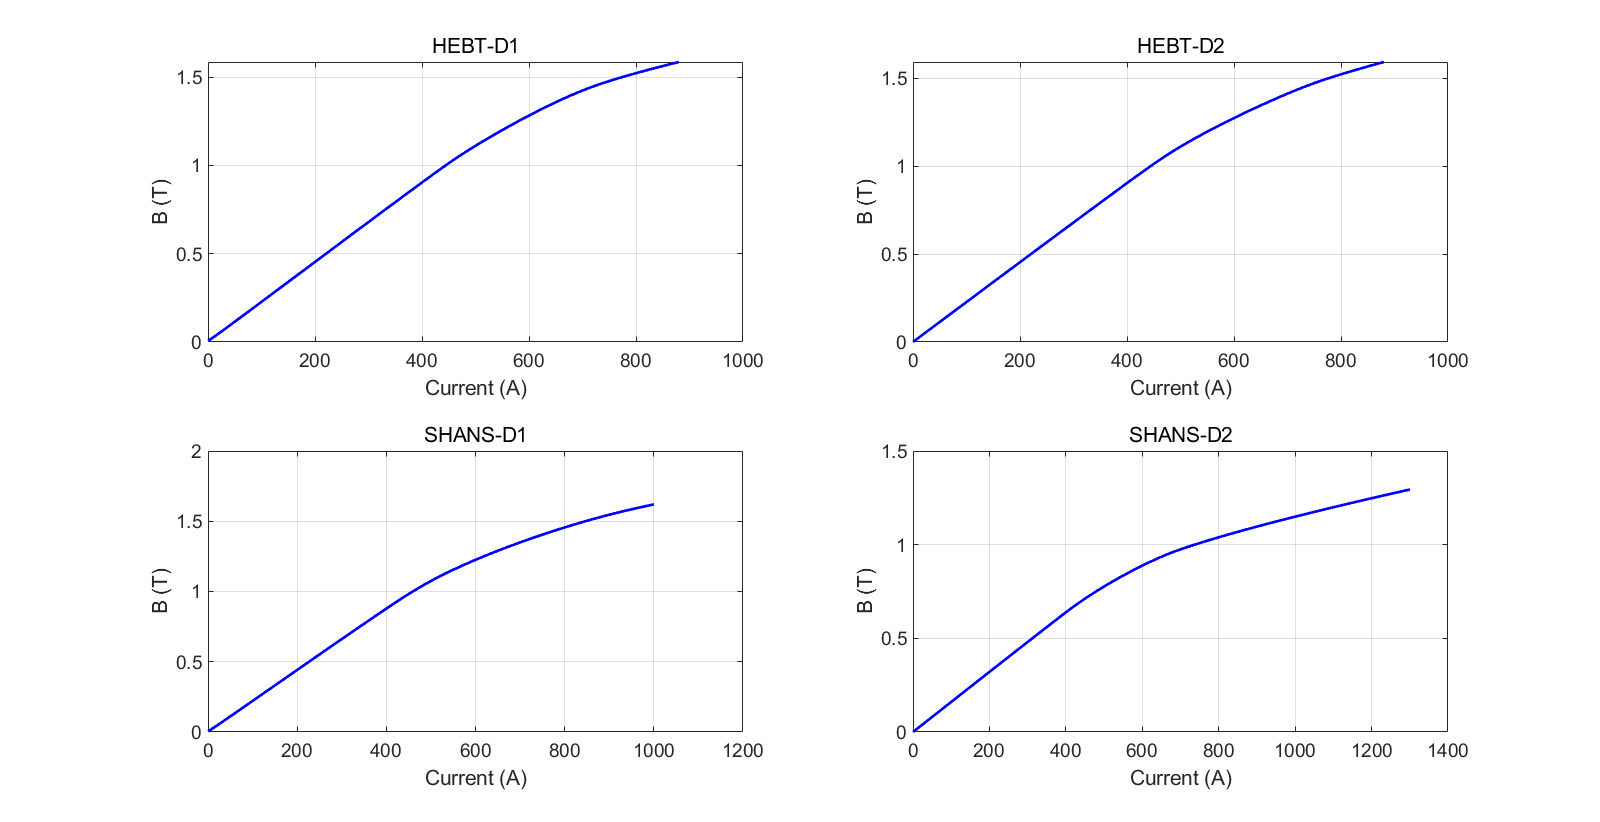 HEBT-D1
1.5
1
0.5
0
B (T)
0 200 400 600 800 1000
Current (A)
HEBT-D2
1.5
1
0.5
0
B (T)
0 200 400 600 800 1000
Current (A)
SHANS-D1
2
1.5
1
0.5
0
B (T)
0 200 400 600 800 1000 1200
Current (A)
SHANS-D2
1.5
1
0.5
0
B (T)
0 200 400 600 800 1000 1200 1400
Current (A)